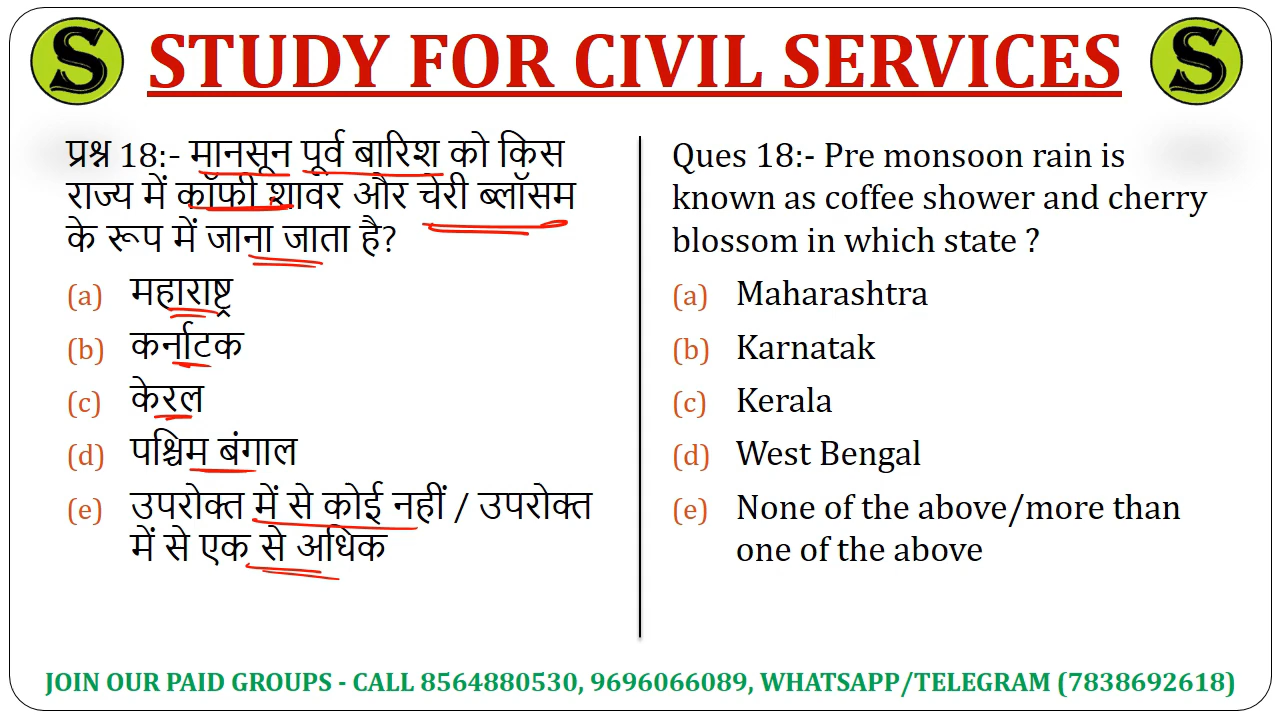 S STUDY FOR CIVIL SERVICES S
प्रश्न 18:- मानसून पूर्व बारिश को किस
राज्य में कॉफी शावर और चेरी ब्लॉसम
के रूप में जाना जाता है?
(a) महाराष्ट्र
(b) कर्नाटक
(c) केरल
(d) पश्चिम बंगाल
(e) उपरोक्त में से कोई नहीं / उपरोक्त
में से एक से अधिक
Ques 18:- Pre monsoon rain is
known as coffee shower and cherry
blossom in which state ?
(a) Maharashtra
(b) Karnatak
(c) Kerala
(d) West Bengal
(e) None of the above/more than
one of the above
JOIN OUR PAID GROUPS - CALL 8564880530, 9696066089, WHATSAPP/TELEGRAM (7838692618)